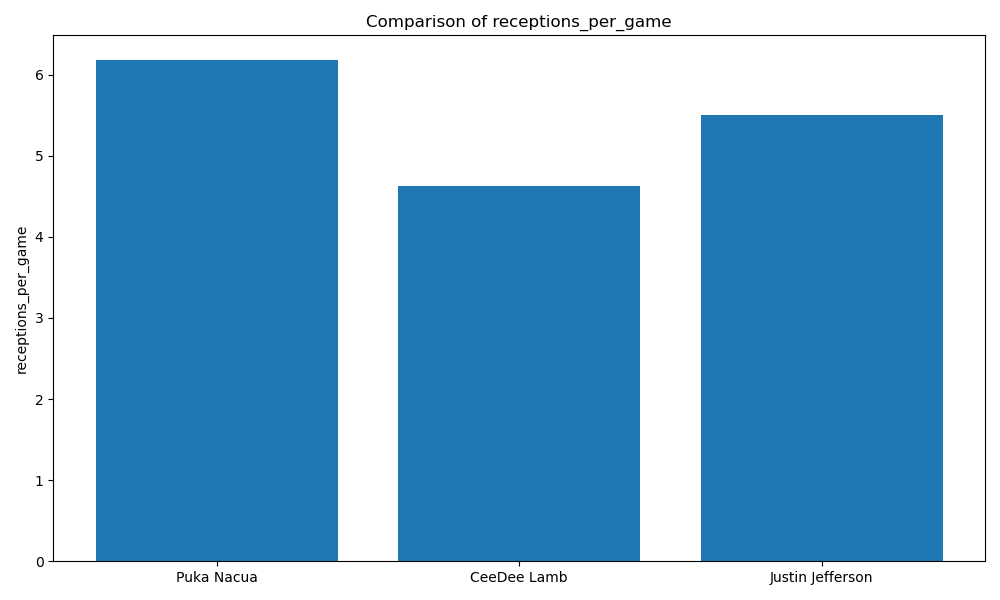 Comparison of receptions_per_game
receptions_per_game
6
5
4
3
2
1
0
Puka Nacua
CeeDee Lamb
Justin Jefferson